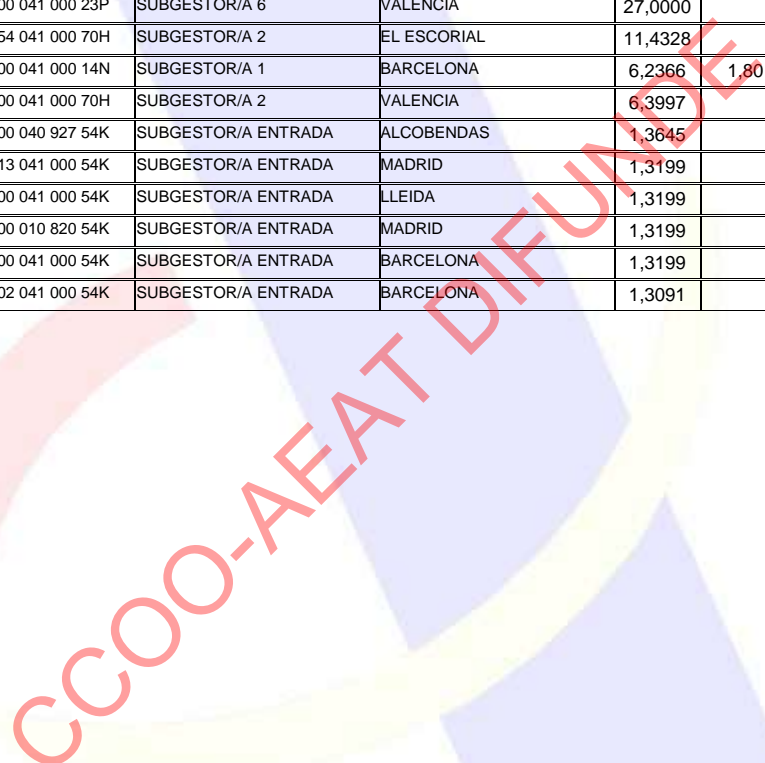 00 041 000 23P SUBGESTOR/A 6 VALENCIA 27,0000
54 041 000 70H SUBGESTOR/A 2 EL ESCORIAL 11,4328
00 041 000 14N SUBGESTOR/A 1 BARCELONA 6,2366 1,80
00 041 000 70H SUBGESTOR/A 2 VALENCIA 6,3997
00 040 927 54K SUBGESTOR/A ENTRADA ALCOBENDAS 1,3645
13 041 000 54K SUBGESTOR/A ENTRADA MADRID 1,3199
00 041 000 54K SUBGESTOR/A ENTRADA LLEIDA 1,3199
00 010 820 54K SUBGESTOR/A ENTRADA MADRID 1,3199
00 041 000 54K SUBGESTOR/A ENTRADA BARCELONA 1,3199
02 041 000 54K SUBGESTOR/A ENTRADA BARCELONA 1,3091
CCOO-AEAT DIFUNDE